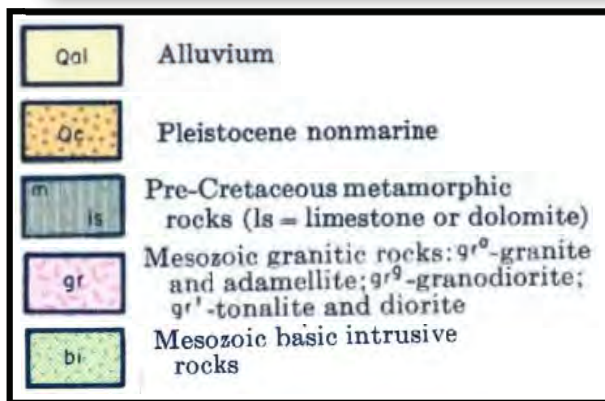 Qal Alluvium
Qc Pleistocene nonmarine
m ls Pre-Cretaceous metamorphic
rocks (ls = limestone or dolomite)
gr Mesozoic granitic rocks: grᵃ-granite
and adamellite; grᵍ-granodiorite;
grᵗ-tonalite and diorite
bi Mesozoic basic intrusive
rocks